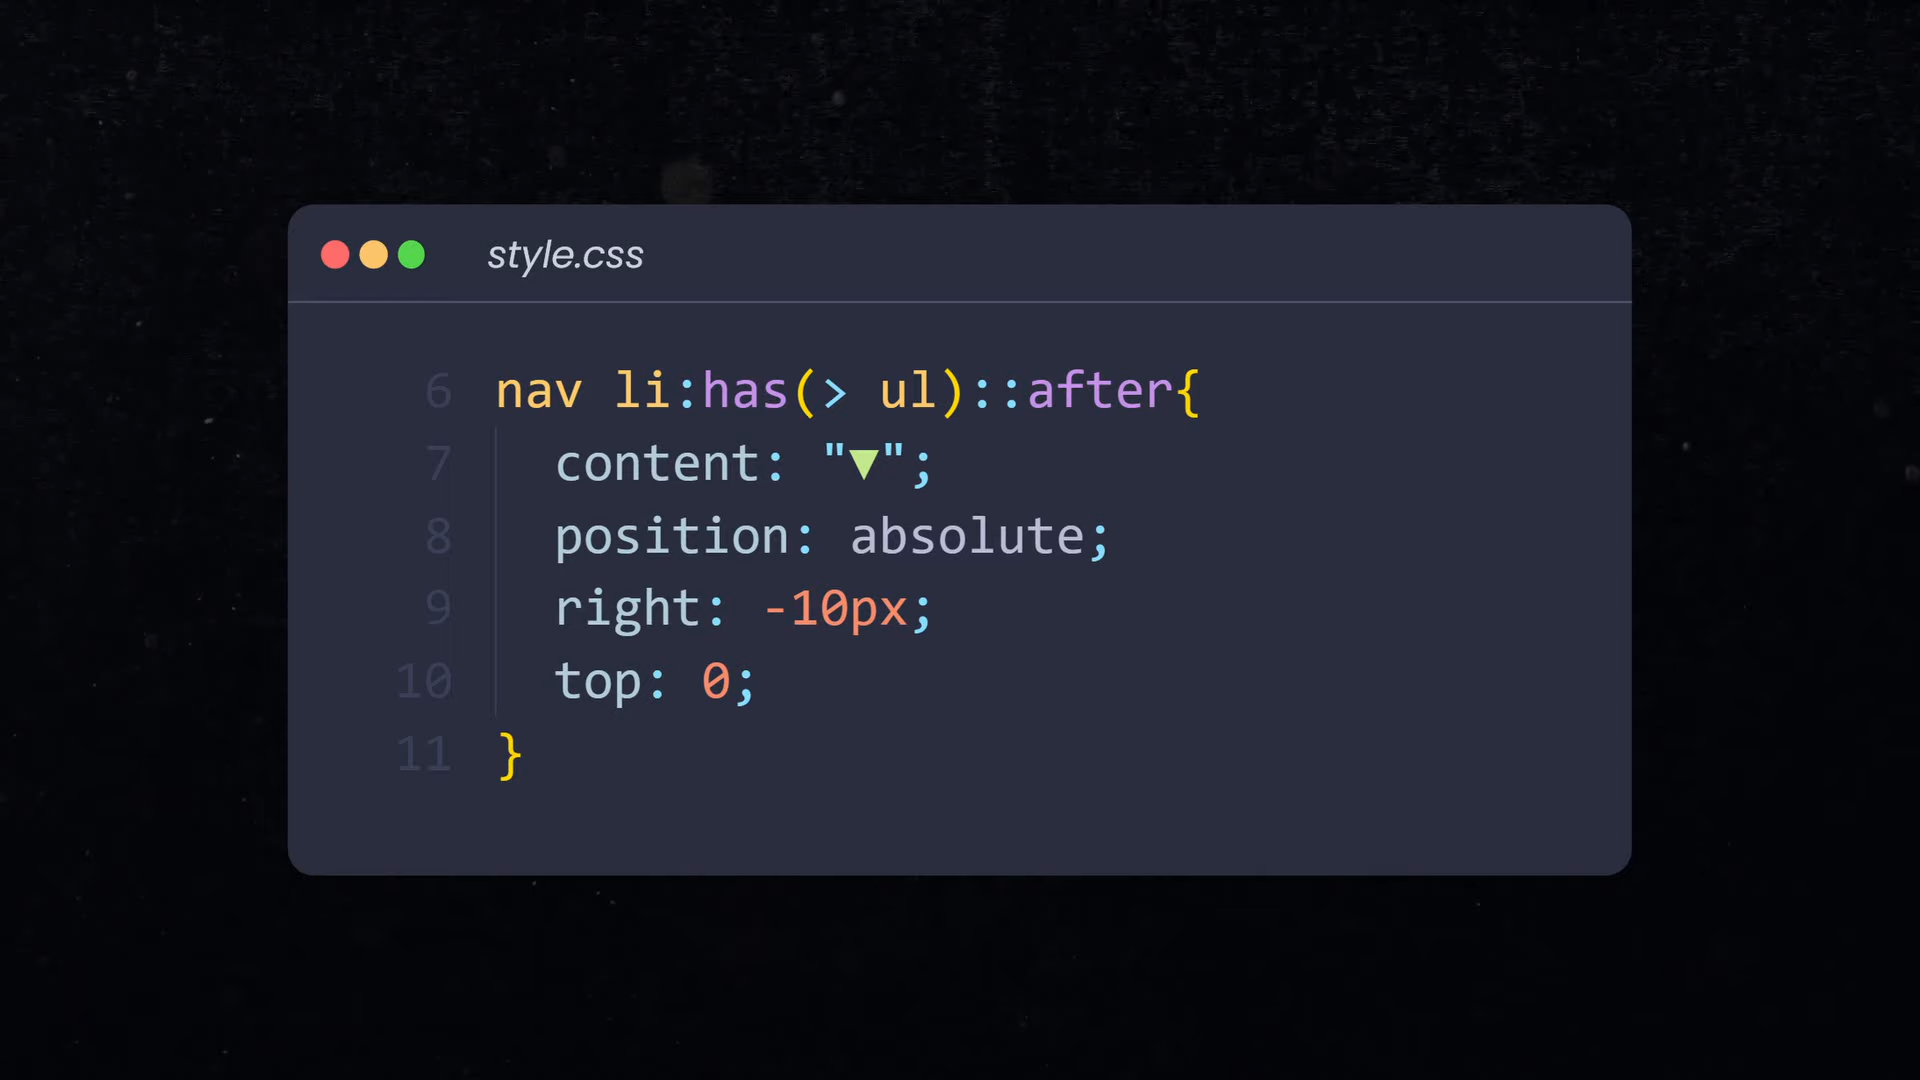 style.css
6 nav li:has(> ul)::after{
7 content: "▼";
8 position: absolute;
9 right: -10px;
10 top: 0;
11 }